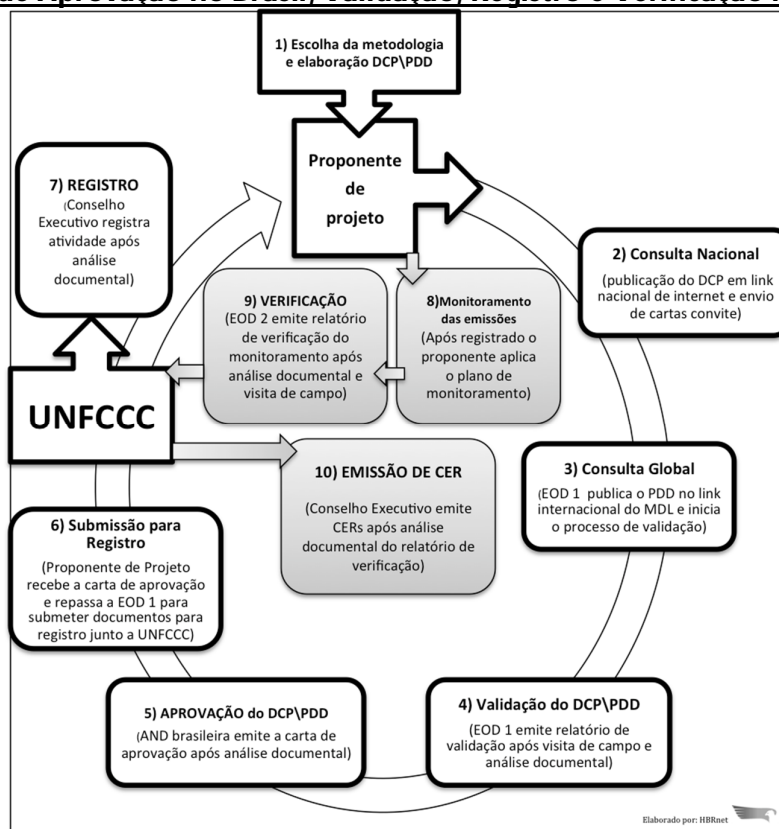 Aprovação no Brasil, Validação, Registro e Verificação
1) Escolha da metodologia
e elaboração DCP\PDD
Proponente
de
projeto
2) Consulta Nacional
(publicação do DCP em link
nacional de internet e envio
de cartas convite)
3) Consulta Global
(EOD 1 publica o PDD no link
internacional do MDL e inicia
o processo de validação)
4) Validação do DCP\PDD
(EOD 1 emite relatório de
validação após visita de campo e
análise documental)
5) APROVAÇÃO do DCP\PDD
(AND brasileira emite a carta de
aprovação após análise documental)
6) Submissão para
Registro
(Proponente de Projeto
recebe a carta de aprovação
e repassa a EOD 1 para
submeter documentos para
registro junto a UNFCCC)
UNFCCC
7) REGISTRO
(Conselho
Executivo registra
atividade após
análise
documental)
8)Monitoramento
das emissões
(Após registrado o
proponente aplica
o plano de
monitoramento)
9) VERIFICAÇÃO
(EOD 2 emite relatório
de verificação do
monitoramento após
análise documental e
visita de campo)
10) EMISSÃO DE CER
(Conselho Executivo emite
CERs após análise
documental do relatório de
verificação)
Elaborado por: HBRnet